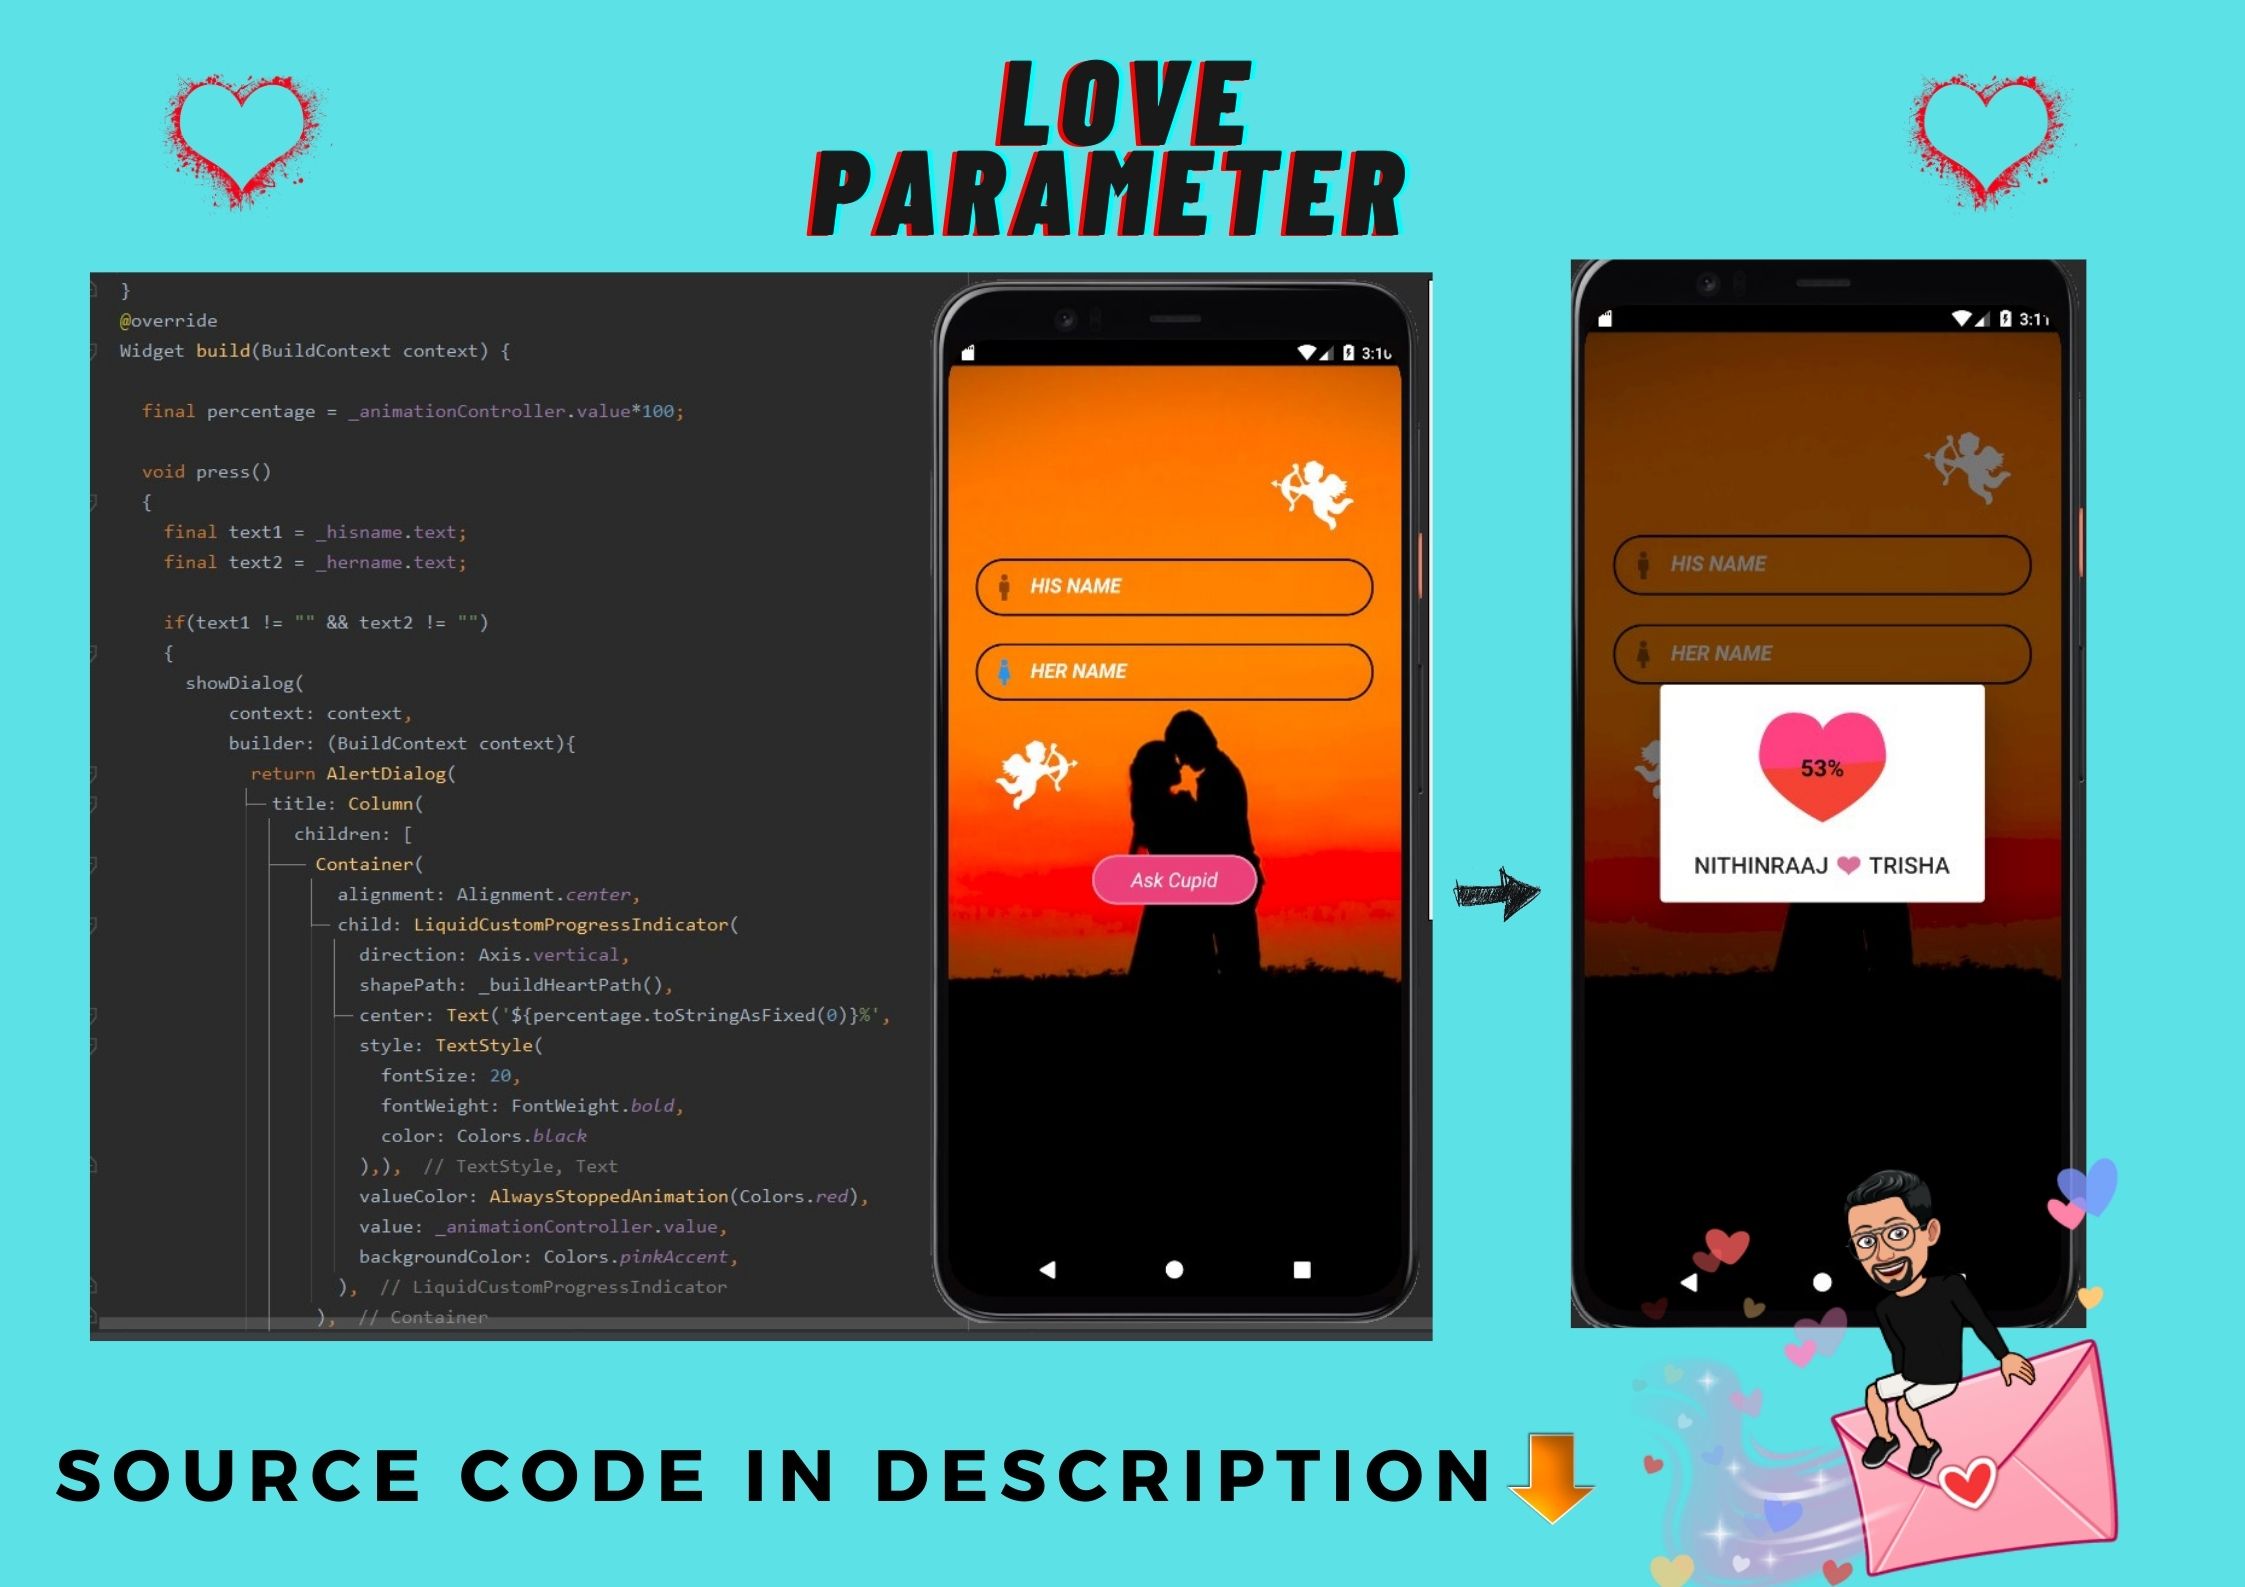 LOVE
PARAMETER
}
@override
Widget build(BuildContext context) {
final percentage = _animationController.value*100;
void press()
{
final text1 = _hisname.text;
final text2 = _hername.text;
if(text1 != "" && text2 != "")
{
showDialog(
context: context,
builder: (BuildContext context){
return AlertDialog(
title: Column(
children: [
Container(
alignment: Alignment.center,
child: LiquidCustomProgressIndicator(
direction: Axis.vertical,
shapePath: _buildHeartPath(),
center: Text('${percentage.toStringAsFixed(0)}%',
style: TextStyle(
fontSize: 20,
fontWeight: FontWeight.bold,
color: Colors.black
),), // TextStyle, Text
valueColor: AlwaysStoppedAnimation(Colors.red),
value: _animationController.value,
backgroundColor: Colors.pinkAccent,
), // LiquidCustomProgressIndicator
), // Container
HIS NAME
HER NAME
Ask Cupid
HIS NAME
HER NAME
53%
NITHINRAAJ ❤ TRISHA
SOURCE CODE IN DESCRIPTION